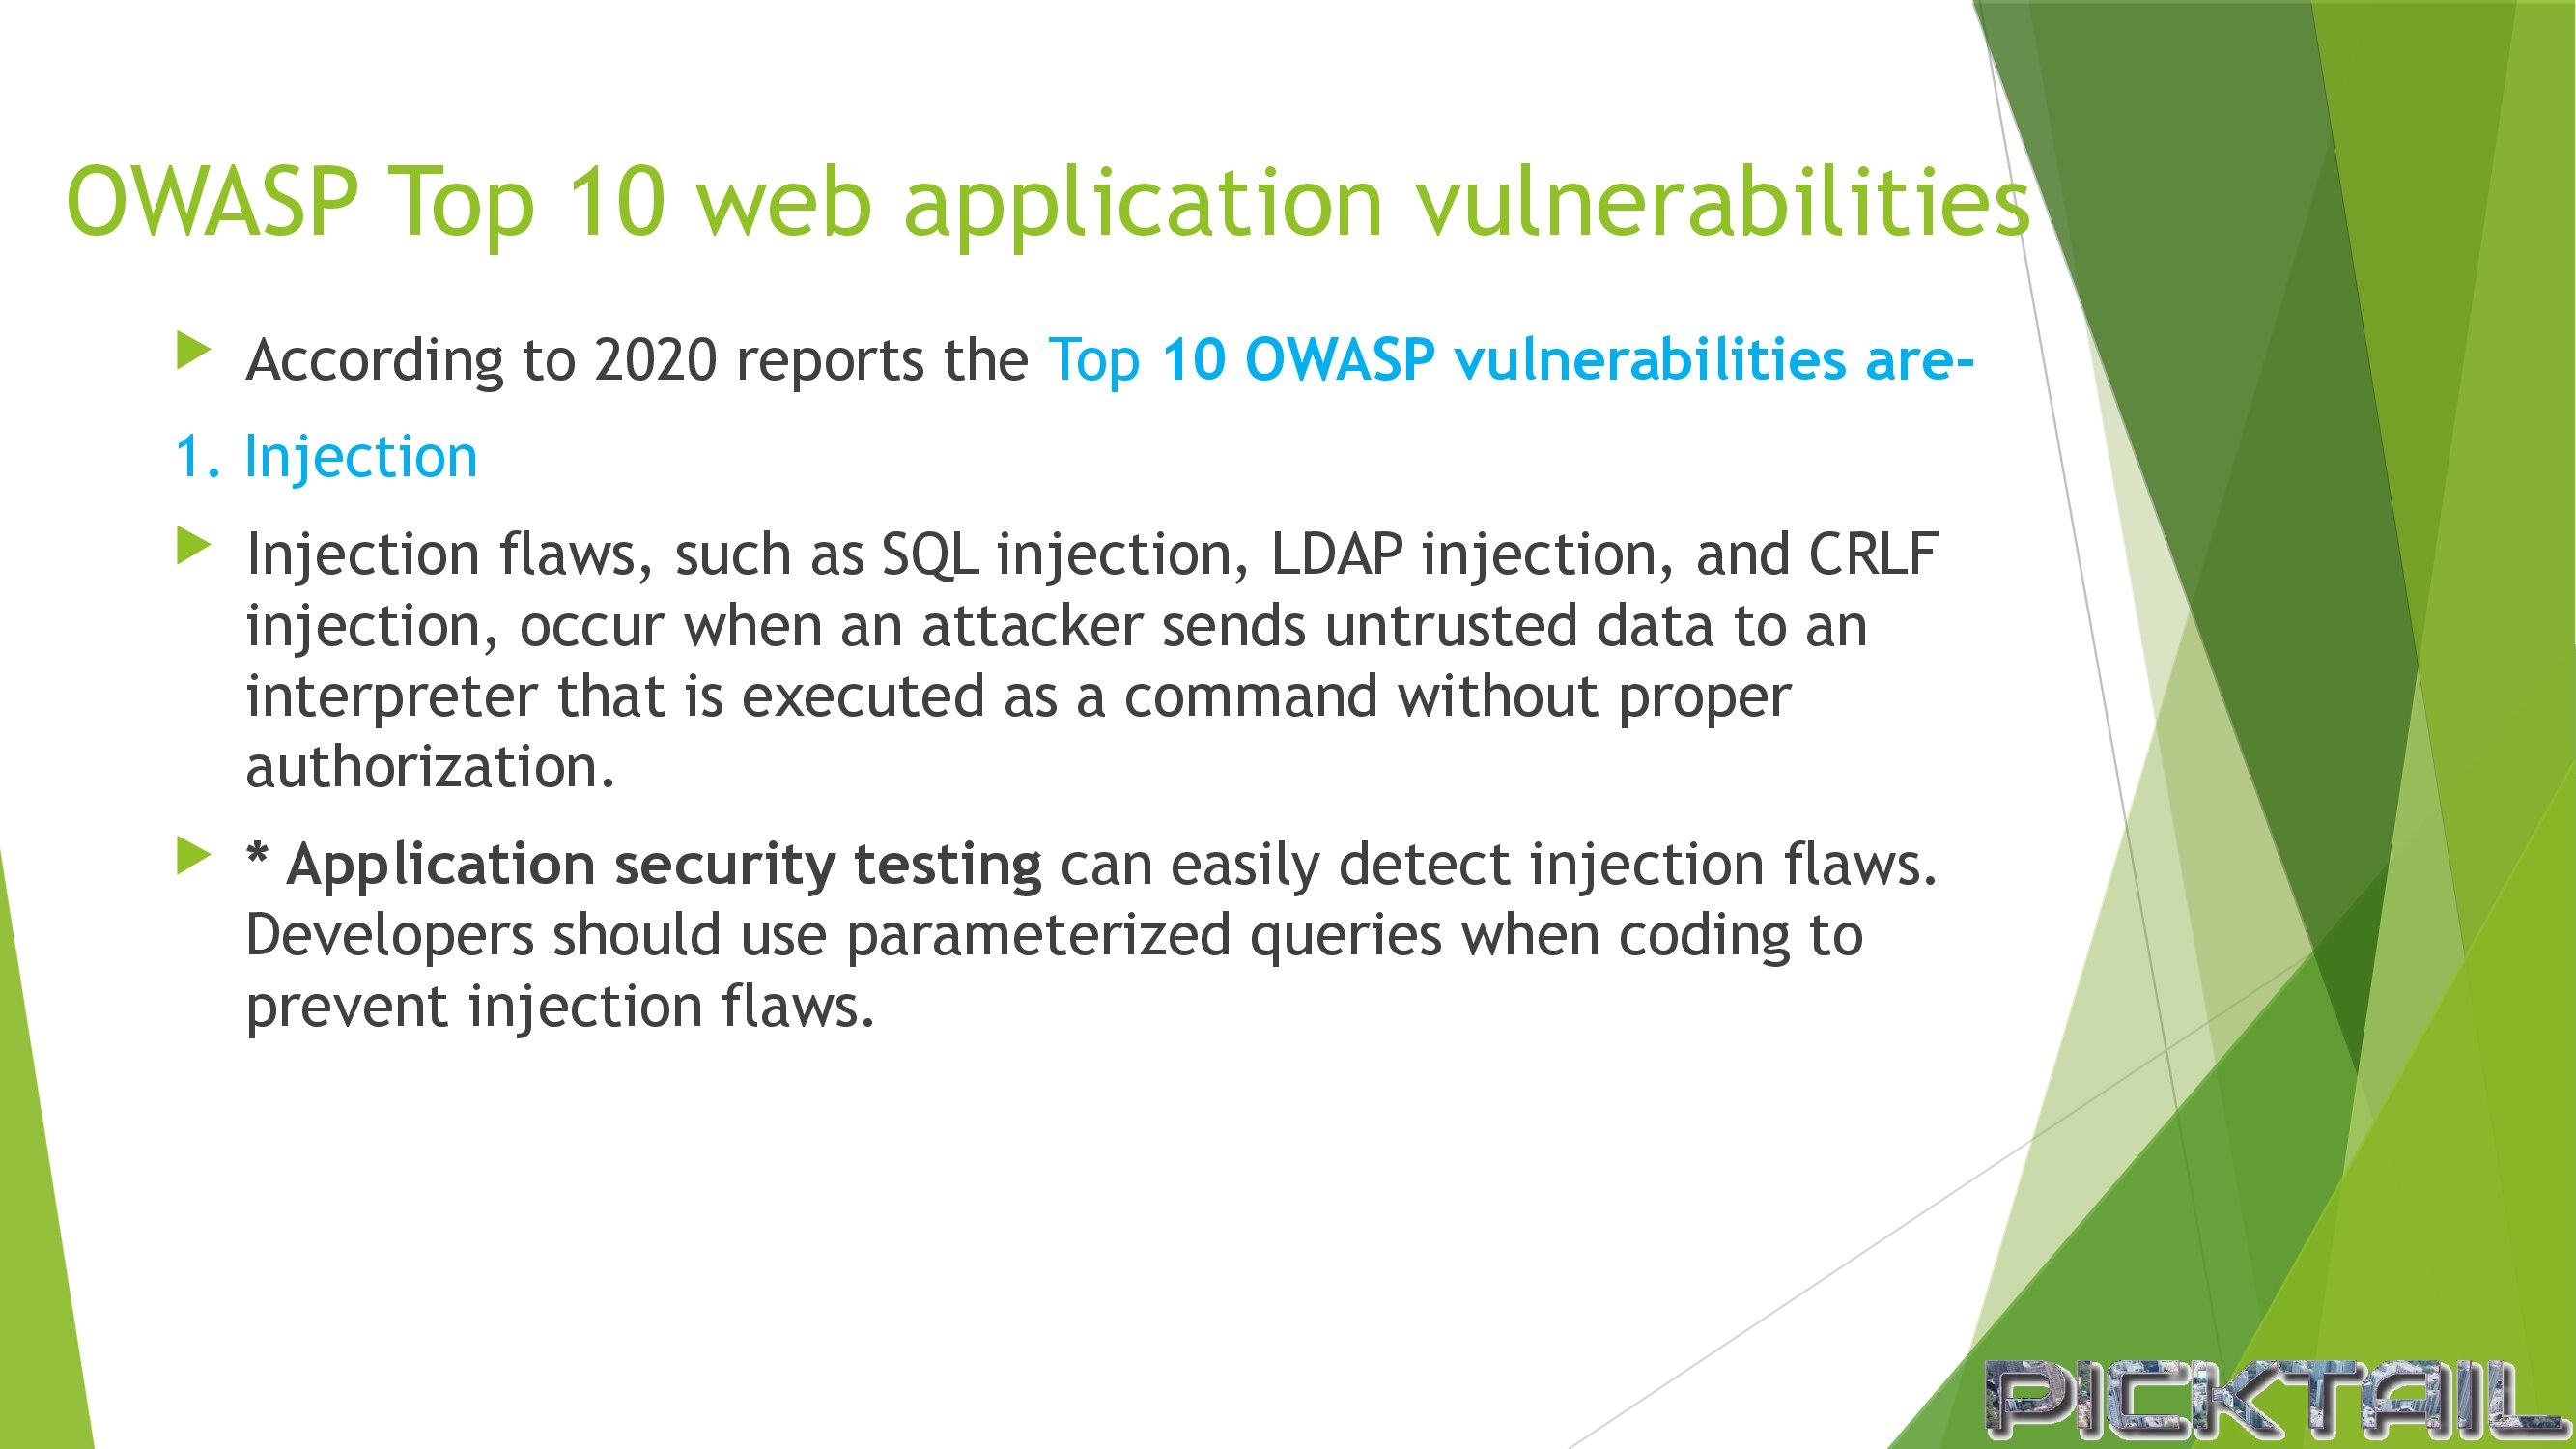 OWASP Top 10 web application vulnerabilities
According to 2020 reports the Top 10 OWASP vulnerabilities are-
1. Injection
Injection flaws, such as SQL injection, LDAP injection, and CRLF
injection, occur when an attacker sends untrusted data to an
interpreter that is executed as a command without proper
authorization.
* Application security testing can easily detect injection flaws.
Developers should use parameterized queries when coding to
prevent injection flaws.
PICKTAIL